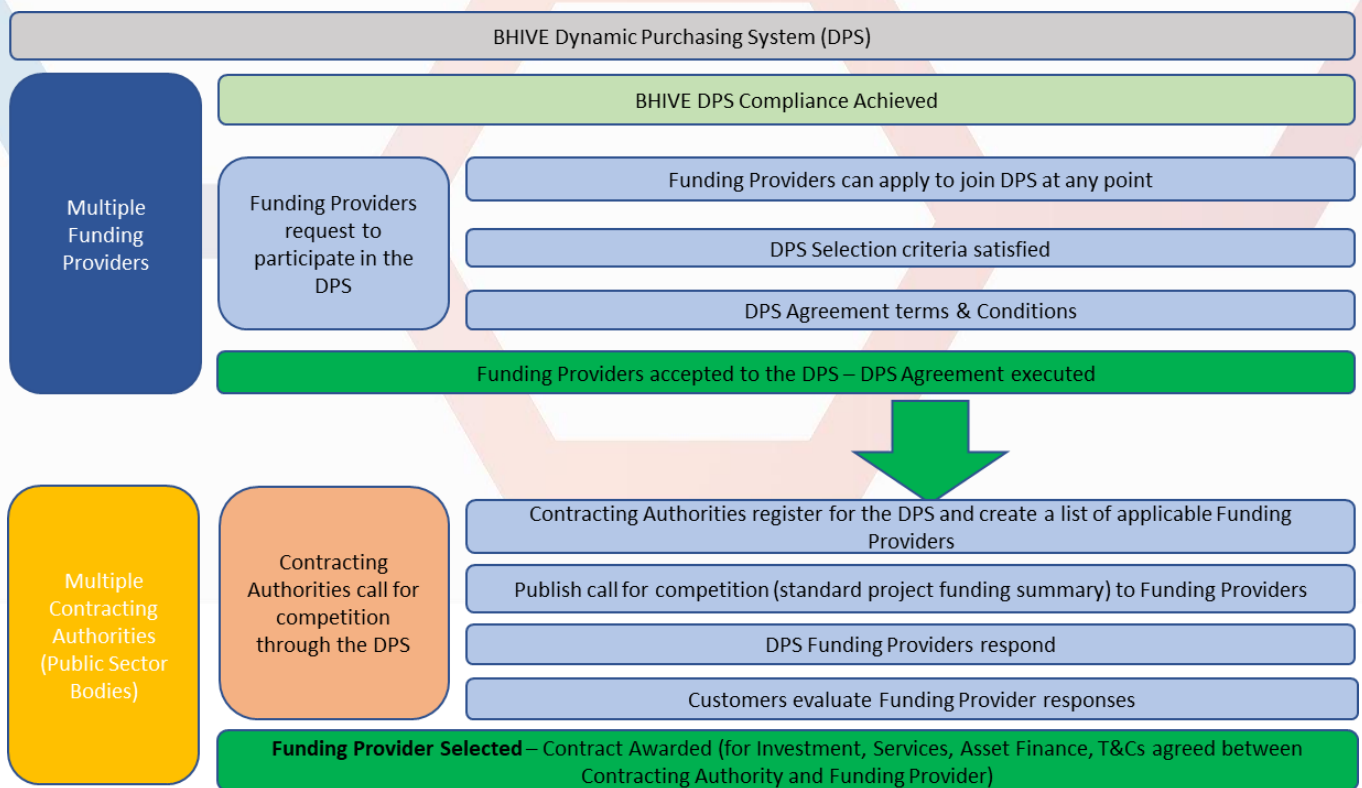 BHIVE Dynamic Purchasing System (DPS)
Multiple
Funding
Providers
BHIVE DPS Compliance Achieved
Funding Providers
request to
participate in the
DPS
Funding Providers can apply to join DPS at any point
DPS Selection criteria satisfied
DPS Agreement terms & Conditions
Funding Providers accepted to the DPS – DPS Agreement executed
Multiple
Contracting
Authorities
(Public Sector
Bodies)
Contracting
Authorities call for
competition
through the DPS
Contracting Authorities register for the DPS and create a list of applicable Funding
Providers
Publish call for competition (standard project funding summary) to Funding Providers
DPS Funding Providers respond
Customers evaluate Funding Provider responses
Funding Provider Selected – Contract Awarded (for Investment, Services, Asset Finance, T&Cs agreed between
Contracting Authority and Funding Provider)